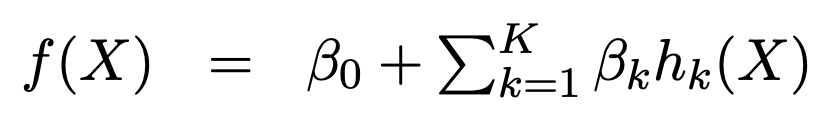 f(X) = β₀ + ∑ₖ₌₁ᴷ βₖhₖ(X)